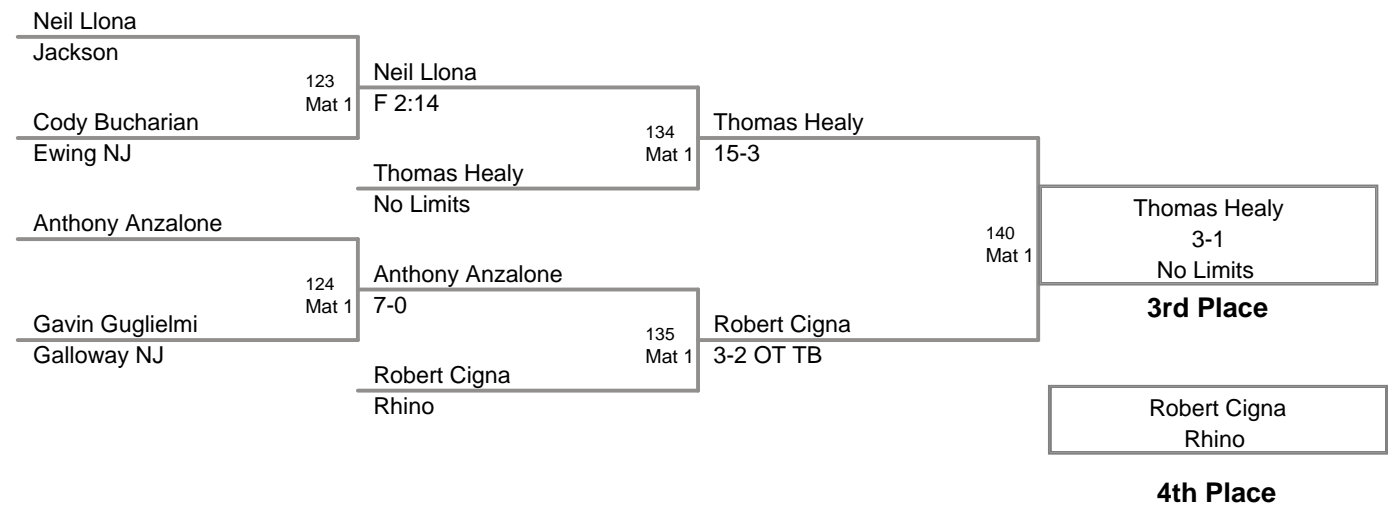 Neil Llona
Jackson
123
Mat 1
Cody Bucharian
Ewing NJ
Neil Llona
F 2:14
134
Mat 1
Thomas Healy
No Limits
Thomas Healy
15-3
Anthony Anzalone
124
Mat 1
Gavin Guglielmi
Galloway NJ
Anthony Anzalone
7-0
135
Mat 1
Robert Cigna
Rhino
Robert Cigna
3-2 OT TB
140
Mat 1
Thomas Healy
3-1
No Limits
3rd Place
Robert Cigna
Rhino
4th Place